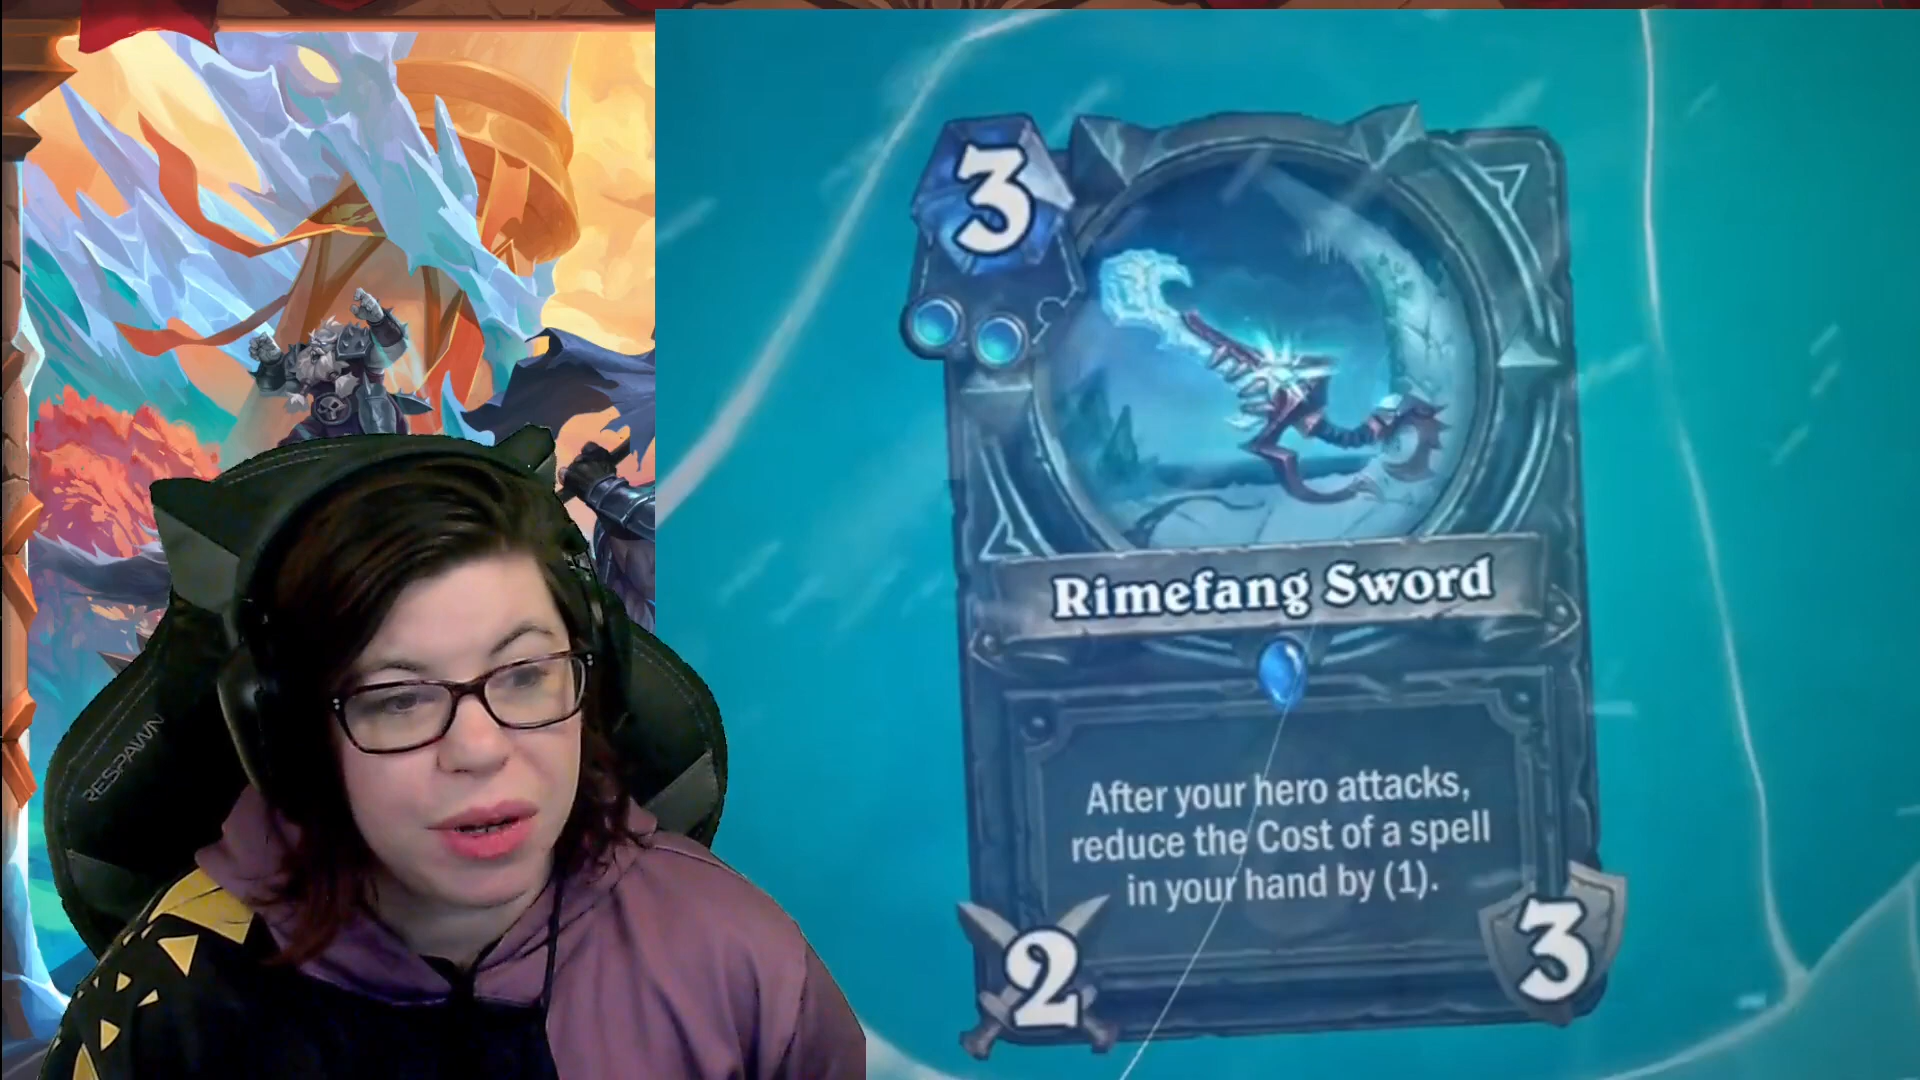 3
Rimefang Sword
After your hero attacks,
reduce the Cost of a spell
in your hand by (1).
2
3
RESPAWN